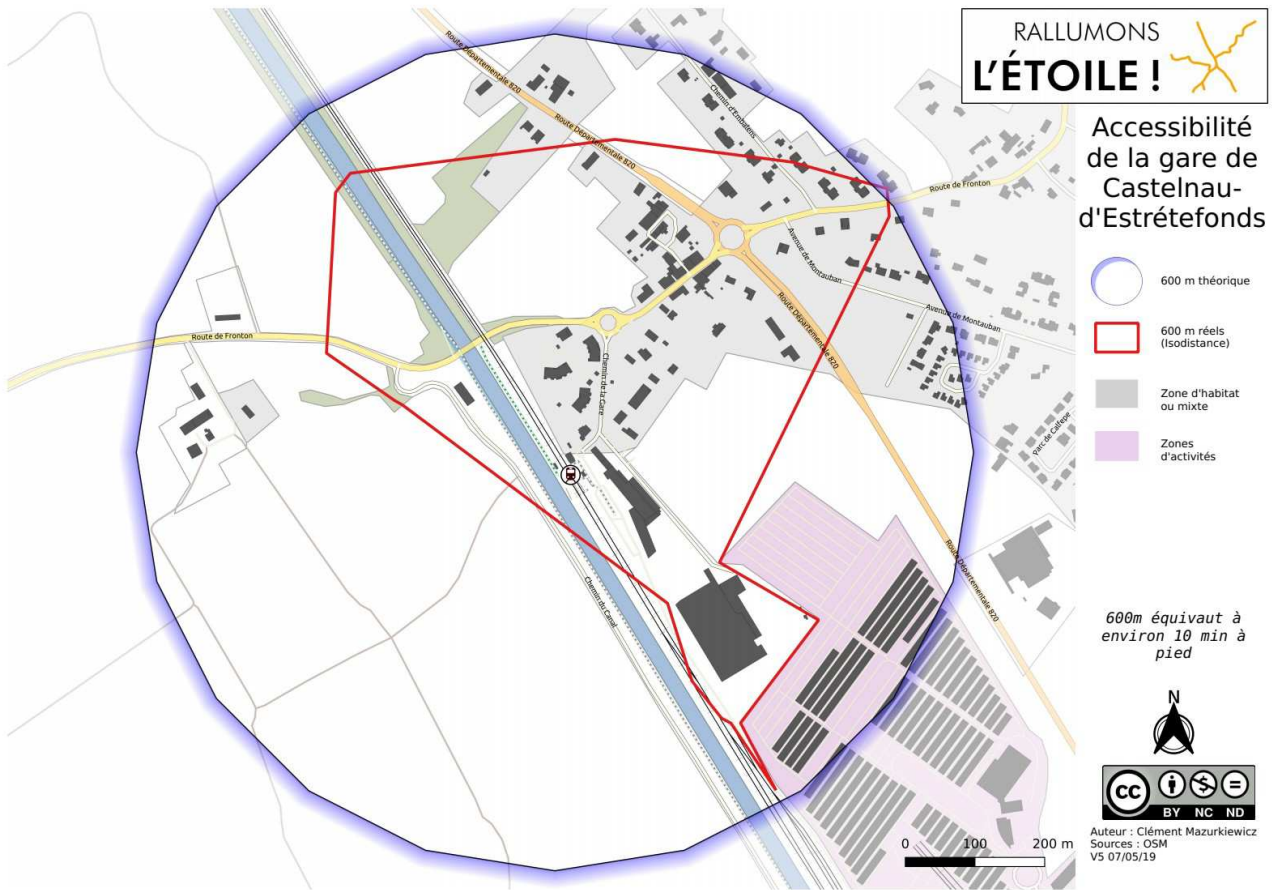 RALLUMONS
L'ÉTOILE !
Accessibilité
de la gare de
Castelnau-
d'Estrétefonds
600 m théorique
600 m réels
(Isodistance)
Zone d'habitat
ou mixte
Zones
d'activités
600m équivaut à
environ 10 min à
pied
N
cc
BY NC ND
Auteur : Clément Mazurkiewicz
Sources : OSM
V5 07/05/19
0 100 200 m
Route Départementale 820
Route Départementale 820
Chemin d'Embafens
Route de Fronton
Avenue de Montauban
Avenue de Montauban
Route Départementale 820
Route de Fronton
Chemin de la Gare
Parc de Calfepe
Chemin du Canal
Route Départementale 820